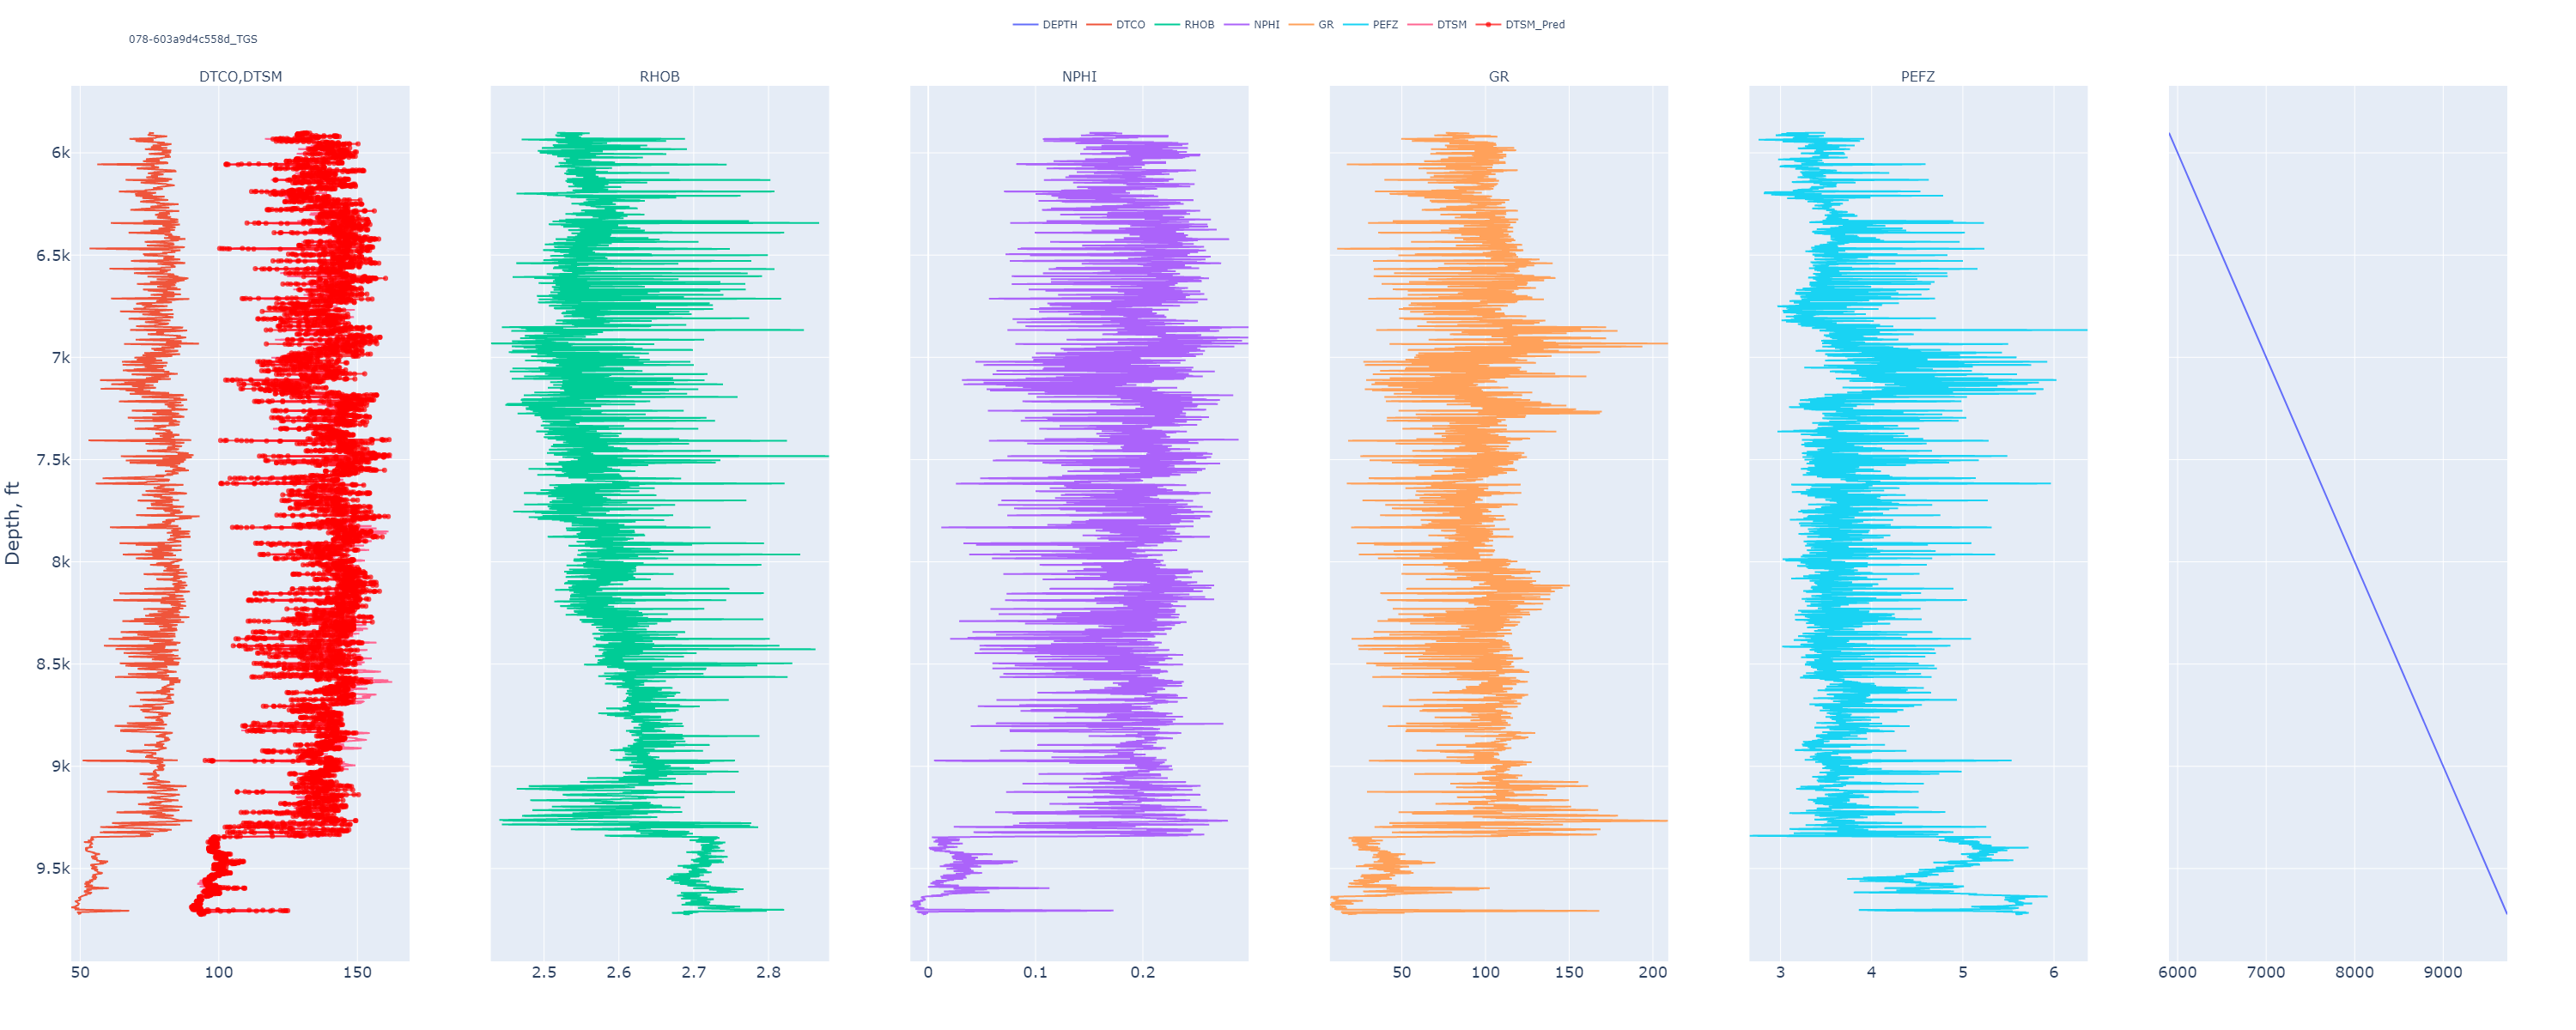 DEPTH DTCO RHOB NPHI GR PEFZ DTSM DTSM_Pred
078-603a9d4c558d_TGS
DTCO,DTSM RHOB NPHI GR PEFZ
6k
6.5k
7k
7.5k
8k
8.5k
9k
9.5k
Depth, ft
50 100 150 2.5 2.6 2.7 2.8 0 0.1 0.2 50 100 150 200 3 4 5 6 6000 7000 8000 9000